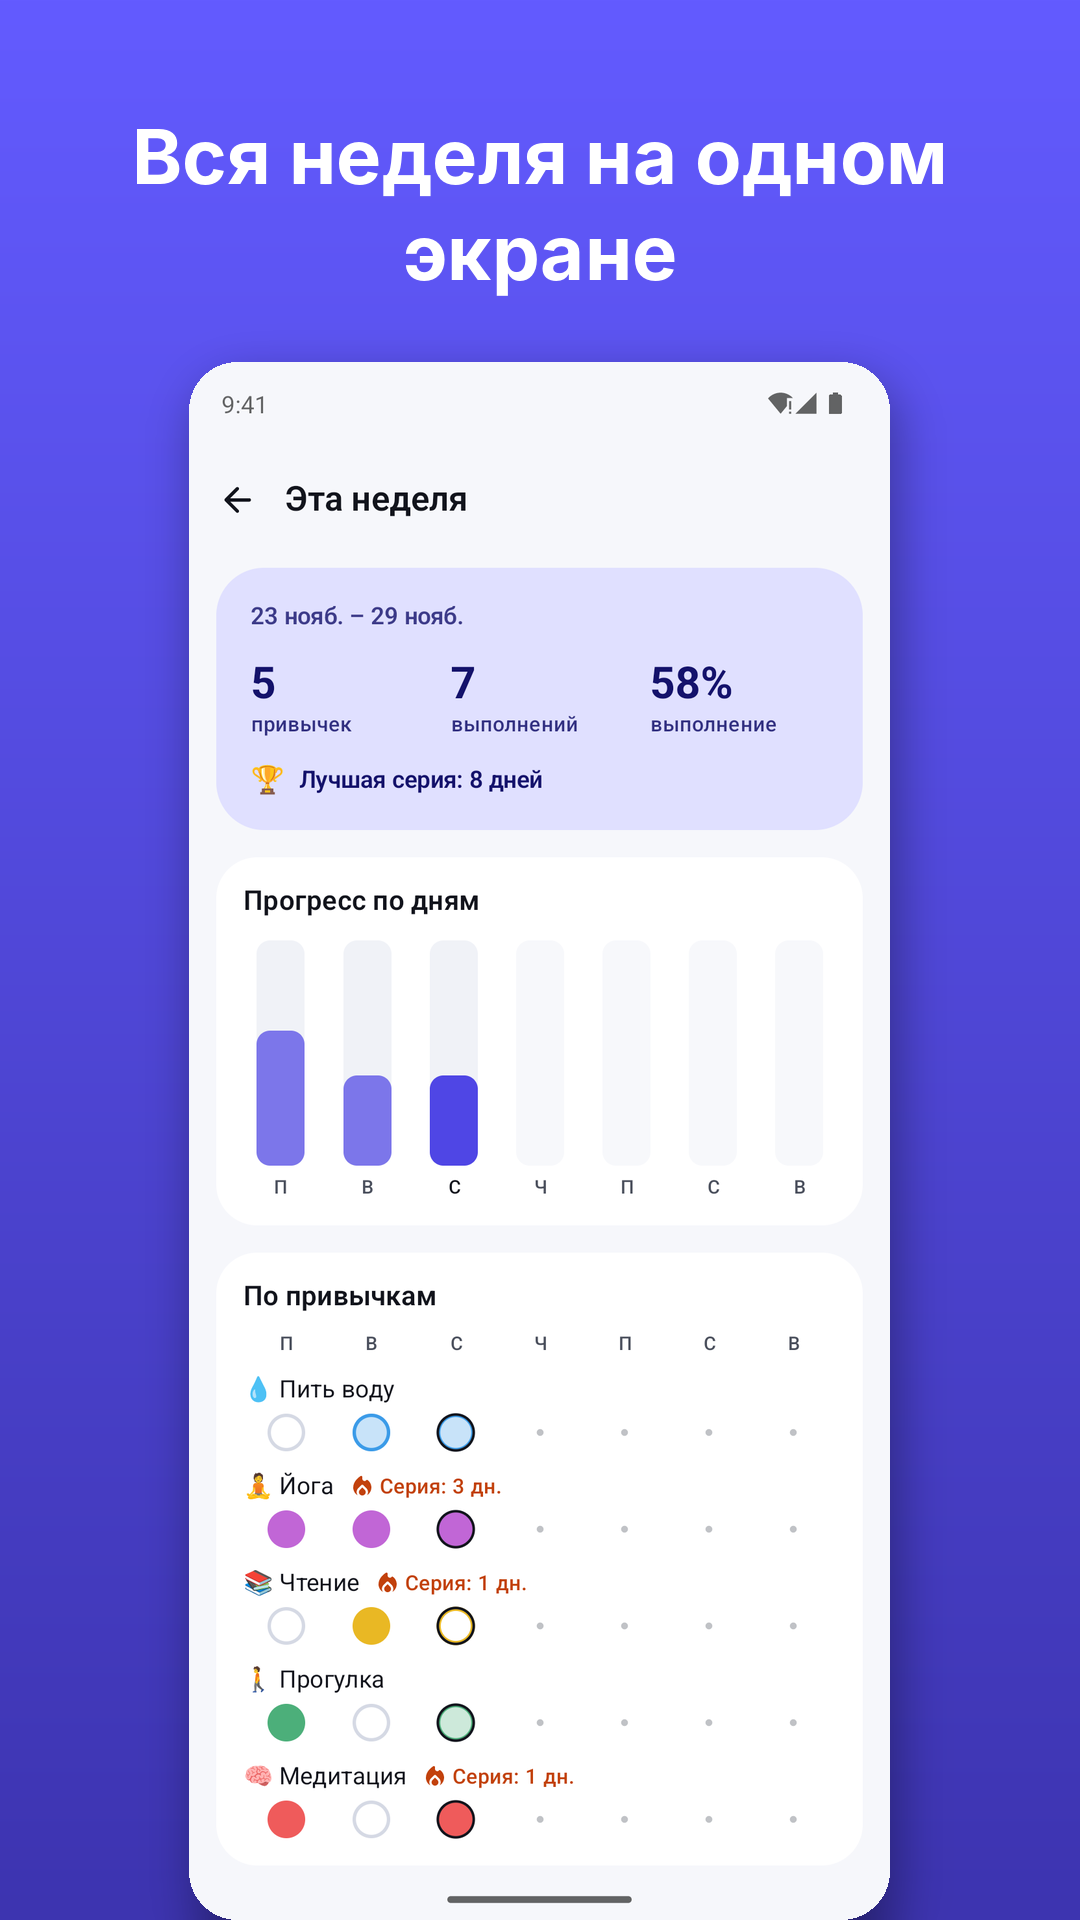 Вся неделя на одном
экране
9:41
Эта неделя
23 нояб. – 29 нояб.
5 7 58%
привычек выполнений выполнение
🏆 Лучшая серия: 8 дней
Прогресс по дням
П В С Ч П С В
По привычкам
П В С Ч П С В
💧 Пить воду
🧘 Йога Серия: 3 дн.
📚 Чтение Серия: 1 дн.
🚶 Прогулка
🧠 Медитация Серия: 1 дн.